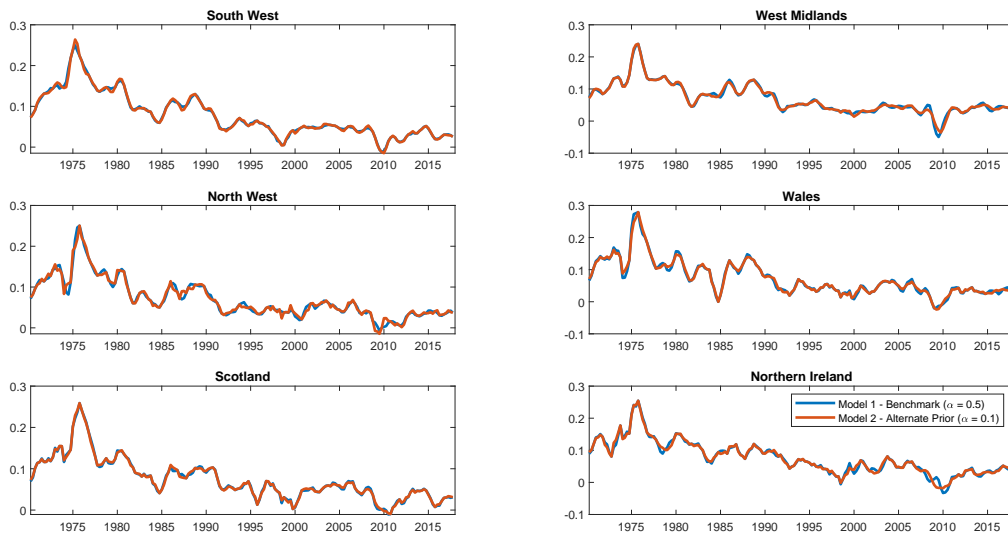 South West
0.3
0.2
0.1
0
1975 1980 1985 1990 1995 2000 2005 2010 2015
West Midlands
0.3
0.2
0.1
0
-0.1
1975 1980 1985 1990 1995 2000 2005 2010 2015
North West
0.3
0.2
0.1
0
1975 1980 1985 1990 1995 2000 2005 2010 2015
Wales
0.3
0.2
0.1
0
-0.1
1975 1980 1985 1990 1995 2000 2005 2010 2015
Scotland
0.3
0.2
0.1
0
1975 1980 1985 1990 1995 2000 2005 2010 2015
Northern Ireland
0.3
0.2
0.1
0
-0.1
Model 1 - Benchmark (α = 0.5)
Model 2 - Alternate Prior (α = 0.1)
1975 1980 1985 1990 1995 2000 2005 2010 2015